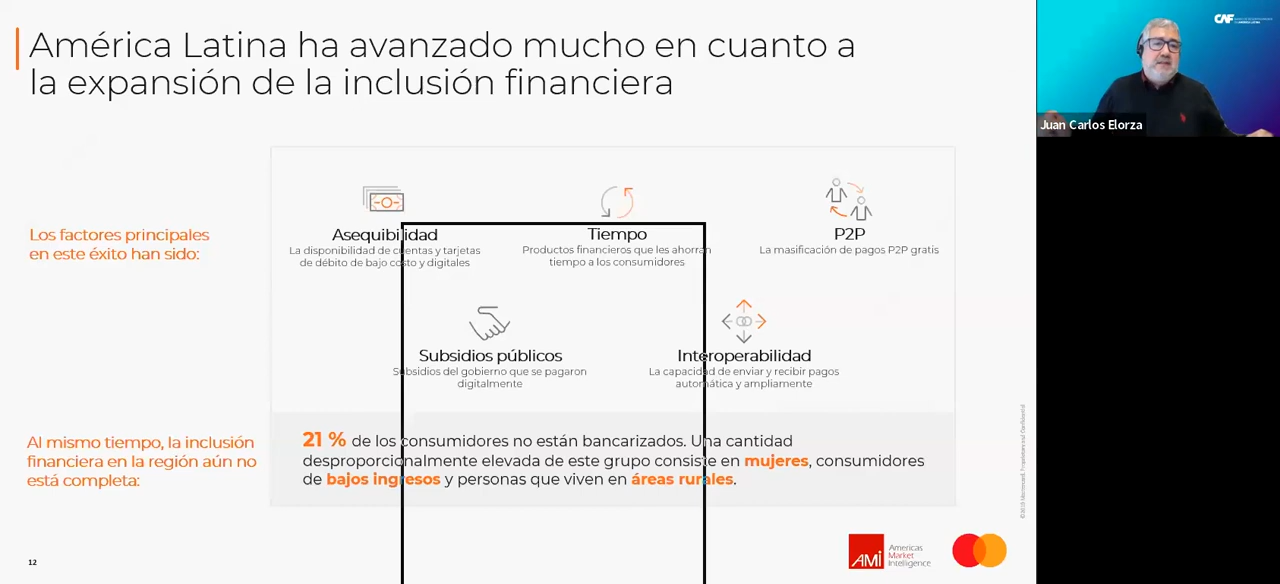 América Latina ha avanzado mucho en cuanto a
la expansión de la inclusión financiera
CAF
Juan Carlos Elorza
Los factores principales
en este éxito han sido:
Asequibilidad
La disponibilidad de cuentas y tarjetas
de débito de bajo costo y digitales
Tiempo
Productos financieros que les ahorran
tiempo a los consumidores
P2P
La masificación de pagos P2P gratis
Subsidios públicos
Subsidios del gobierno que se pagaron
digitalmente
Interoperabilidad
La capacidad de enviar y recibir pagos
automática y ampliamente
Al mismo tiempo, la inclusión
financiera en la región aún no
está completa:
21 % de los consumidores no están bancarizados. Una cantidad
desproporcionalmente elevada de este grupo consiste en mujeres, consumidores
de bajos ingresos y personas que viven en áreas rurales.
12
AMI
Americas
Market
Intelligence